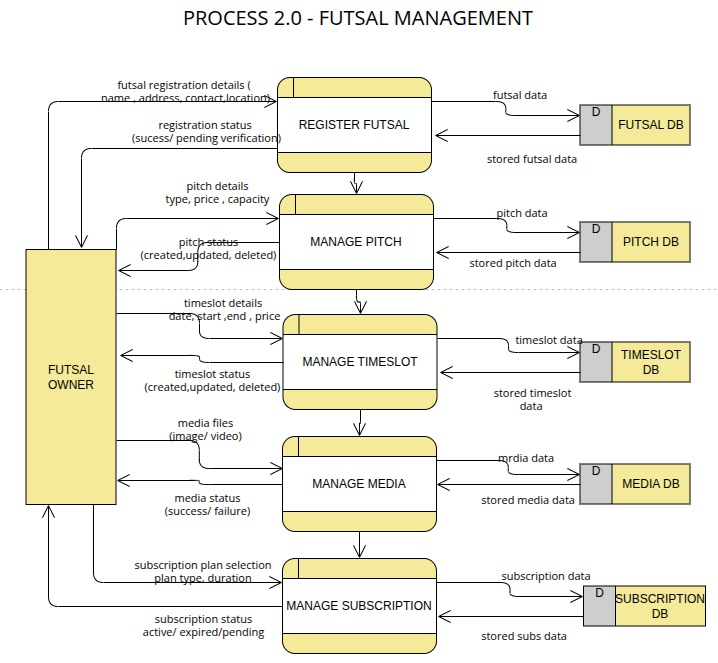 PROCESS 2.0 - FUTSAL MANAGEMENT
futsal registration details (
name , address, contact,location)
registration status
(sucess/ pending verification)
REGISTER FUTSAL
futsal data
stored futsal data
D
FUTSAL DB
pitch details
type, price , capacity
pitch status
(created,updated, deleted)
MANAGE PITCH
pitch data
stored pitch data
D
PITCH DB
FUTSAL
OWNER
timeslot details
date, start ,end , price
timeslot status
(created,updated, deleted)
MANAGE TIMESLOT
timeslot data
stored timeslot
data
D
TIMESLOT
DB
media files
(image/ video)
media status
(success/ failure)
MANAGE MEDIA
mrdia data
stored media data
D
MEDIA DB
subscription plan selection
plan type, duration
subscription status
active/ expired/pending
MANAGE SUBSCRIPTION
subscription data
stored subs data
D
SUBSCRIPTION
DB